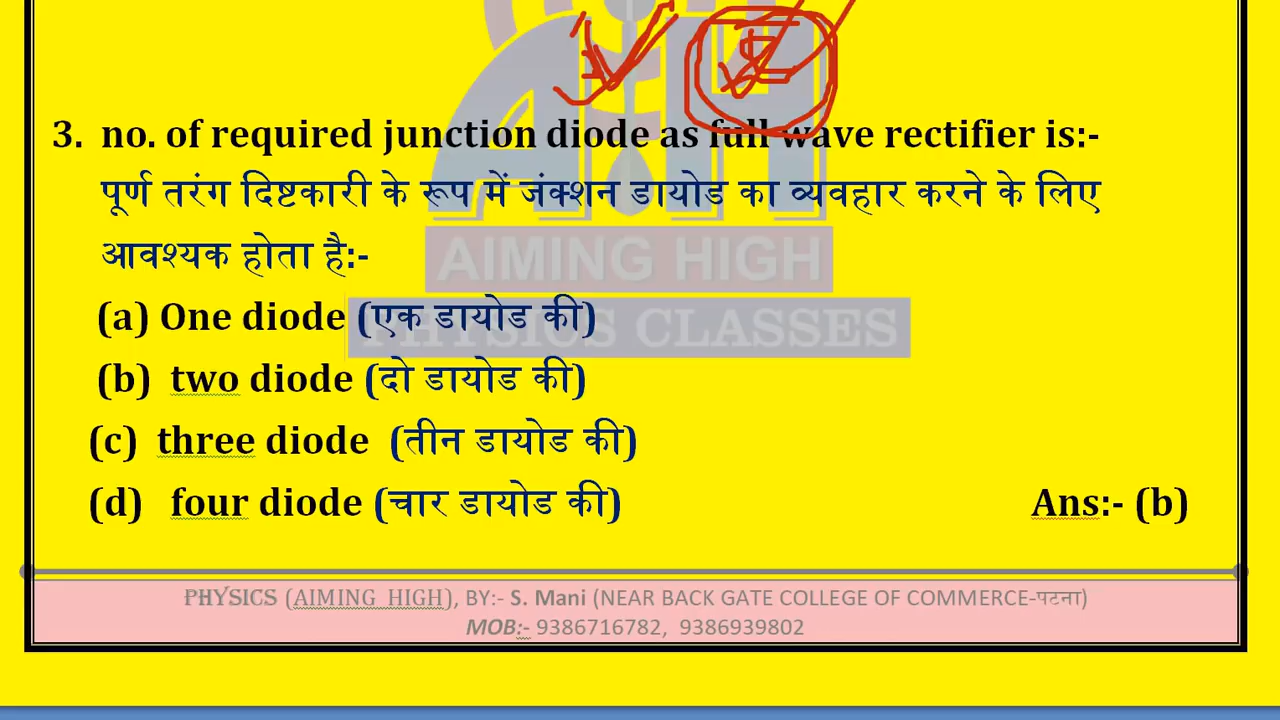 3. no. of required junction diode as full wave rectifier is:-
पूर्ण तरंग दिष्टकारी के रूप में जंक्शन डायोड का व्यवहार करने के लिए
आवश्यक होता है:-
AIMING HIGH
(a) One diode (एक डायोड की)
PHYSICS CLASSES
(b) two diode (दो डायोड की)
(c) three diode (तीन डायोड की)
(d) four diode (चार डायोड की) Ans:- (b)
PHYSICS (AIMING HIGH), BY:- S. Mani (NEAR BACK GATE COLLEGE OF COMMERCE-पटना)
MOB:- 9386716782, 9386939802